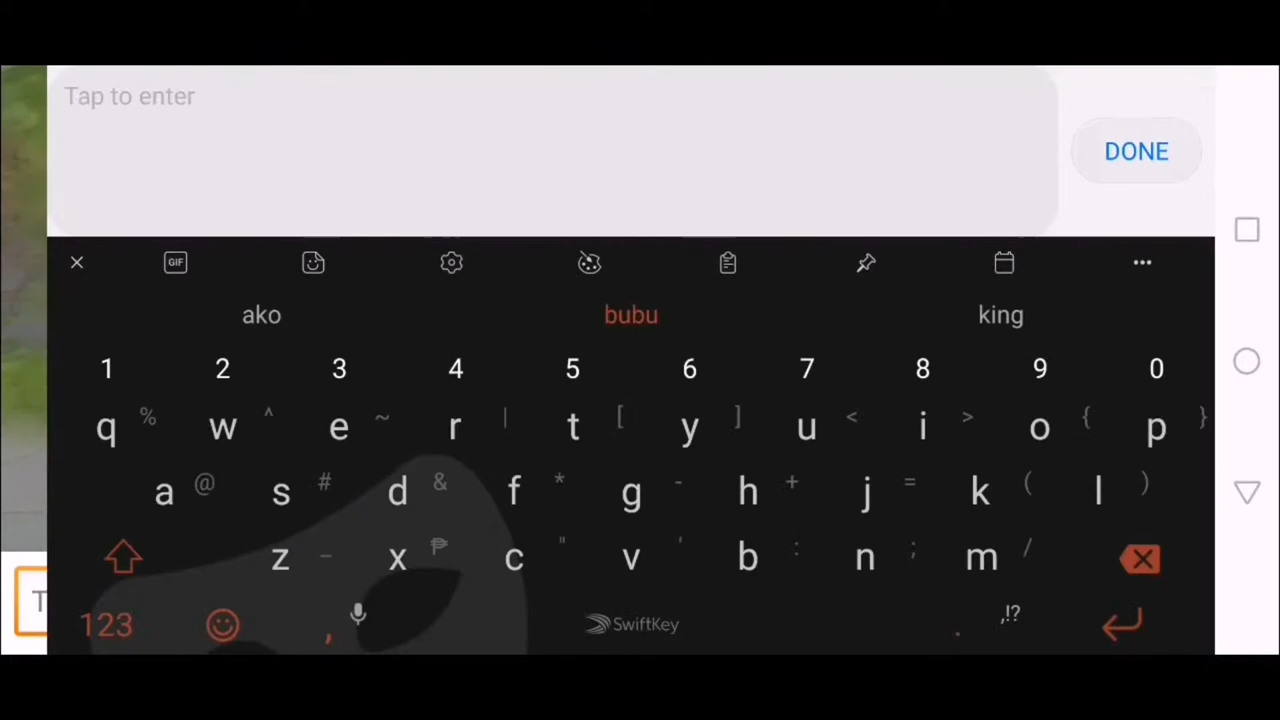 Tap to enter
DONE
GIF
ako bubu king
1 2 3 4 5 6 7 8 9 0
q % w ^ e ~ r | t [ y ] u < i > o { p }
a @ s # d & f * g - h + j = k ( l )
z _ x ₱ c " v ' b : n ; m /
T
123 , SwiftKey . ,!?